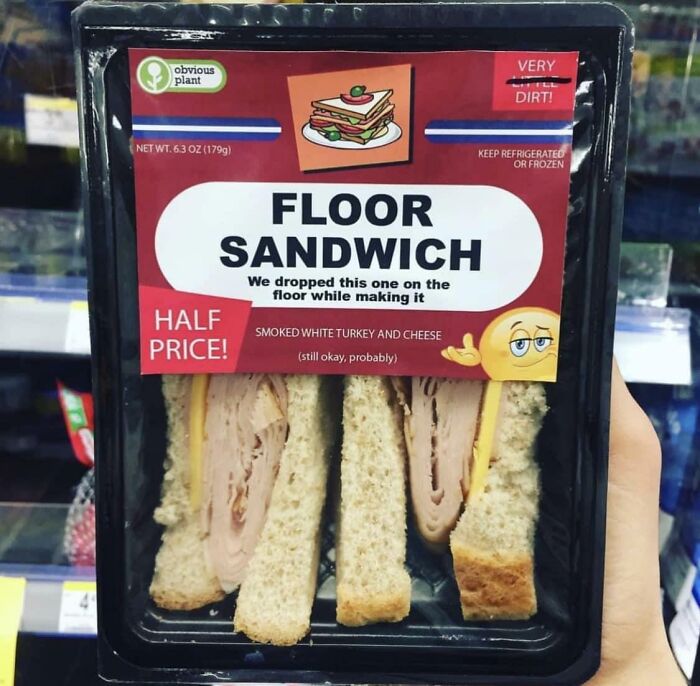 obvious
plant
VERY
LITTLE
DIRT!
NET WT. 6.3 OZ (179g)
KEEP REFRIGERATED
OR FROZEN
FLOOR
SANDWICH
We dropped this one on the
floor while making it
HALF
PRICE!
SMOKED WHITE TURKEY AND CHEESE
(still okay, probably)